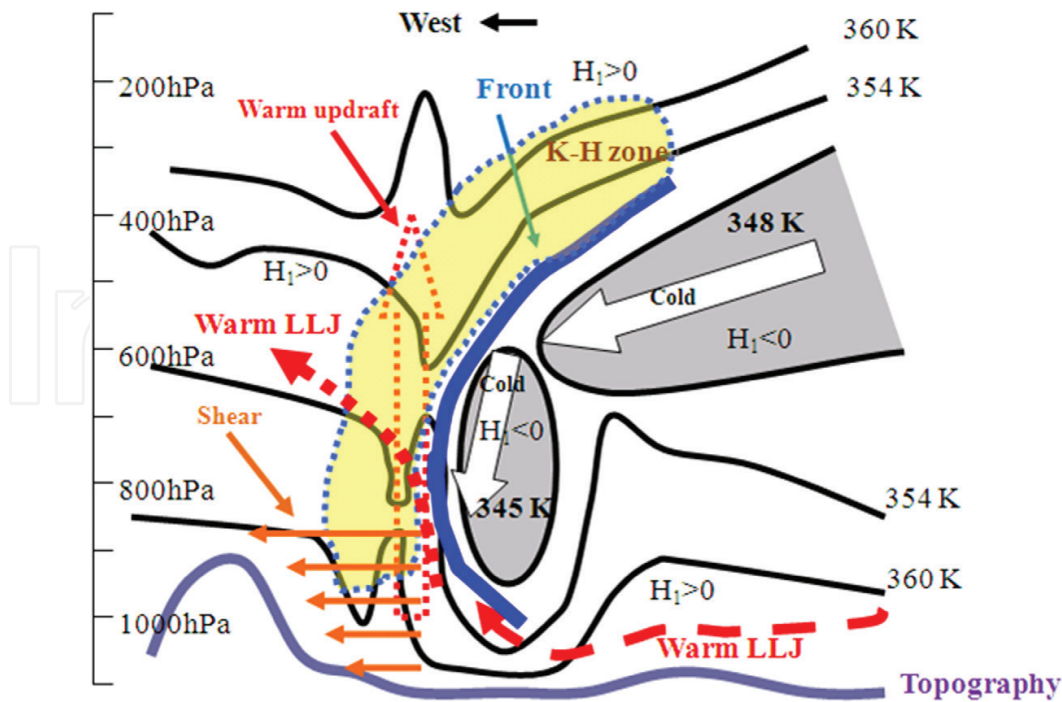 West
360 K
H₁>0
200hPa
Front
354 K
Warm updraft
K-H zone
400hPa
348 K
H₁>0
Cold
Warm LLJ
H₁<0
600hPa
Cold
Shear
H₁<0
800hPa
345 K
354 K
360 K
H₁>0
1000hPa
Warm LLJ
Topography